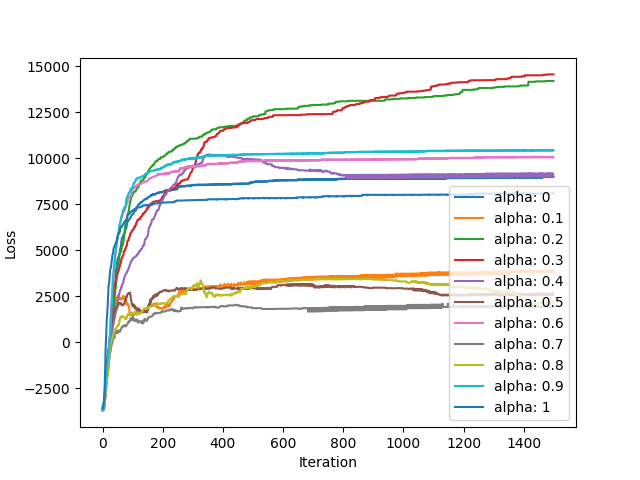 15000
12500
10000
7500
5000
2500
0
−2500
Loss
0
200
400
600
800
1000
1200
1400
Iteration
alpha: 0
alpha: 0.1
alpha: 0.2
alpha: 0.3
alpha: 0.4
alpha: 0.5
alpha: 0.6
alpha: 0.7
alpha: 0.8
alpha: 0.9
alpha: 1